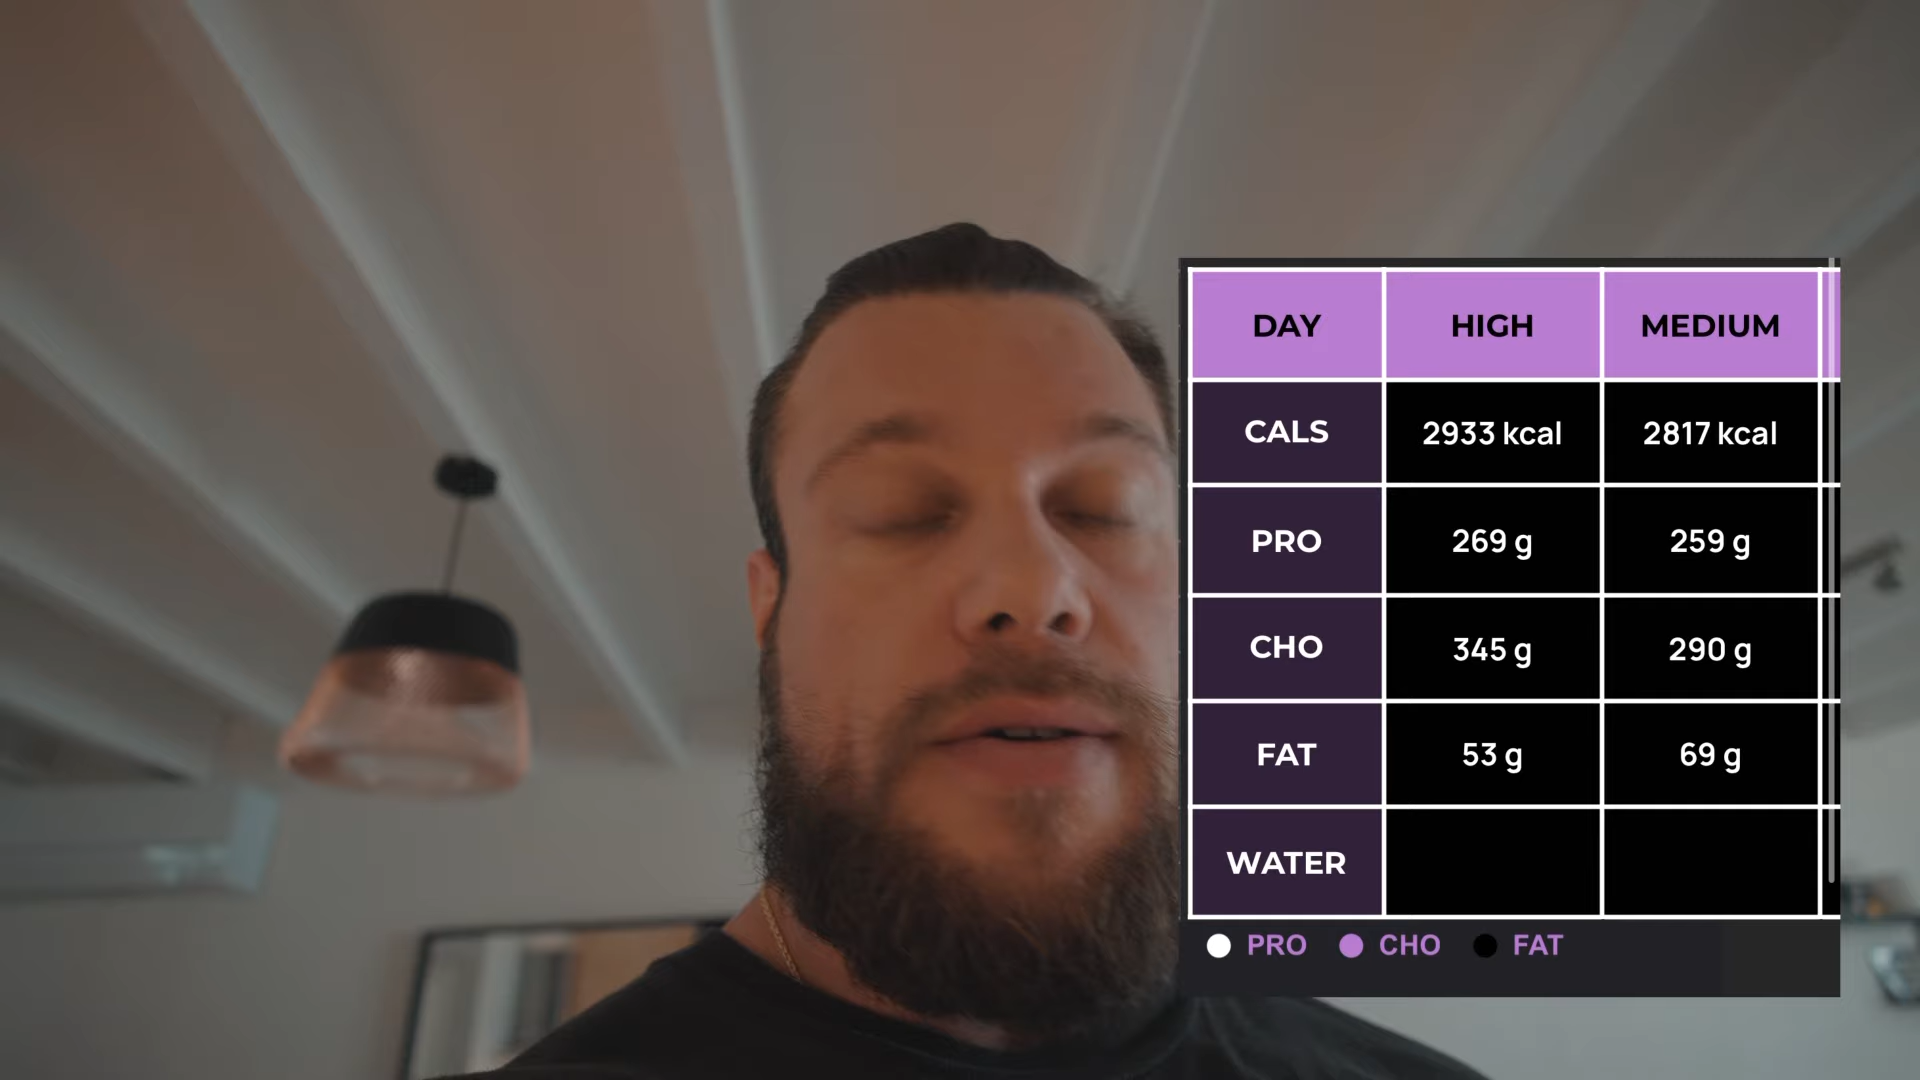 DAY HIGH MEDIUM
CALS 2933 kcal 2817 kcal
PRO 269 g 259 g
CHO 345 g 290 g
FAT 53 g 69 g
WATER
PRO CHO FAT